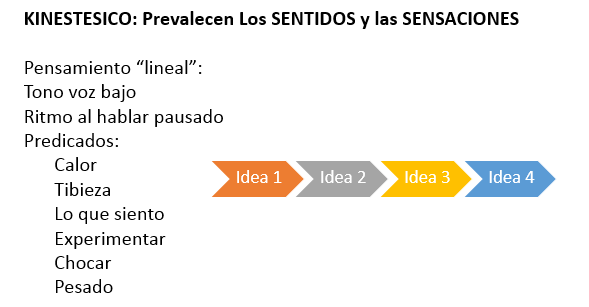 KINESTESICO: Prevalecen Los SENTIDOS y las SENSACIONES
Pensamiento “lineal”:
Tono voz bajo
Ritmo al hablar pausado
Predicados:
Calor
Tibieza
Lo que siento
Experimentar
Chocar
Pesado
Idea 1
Idea 2
Idea 3
Idea 4